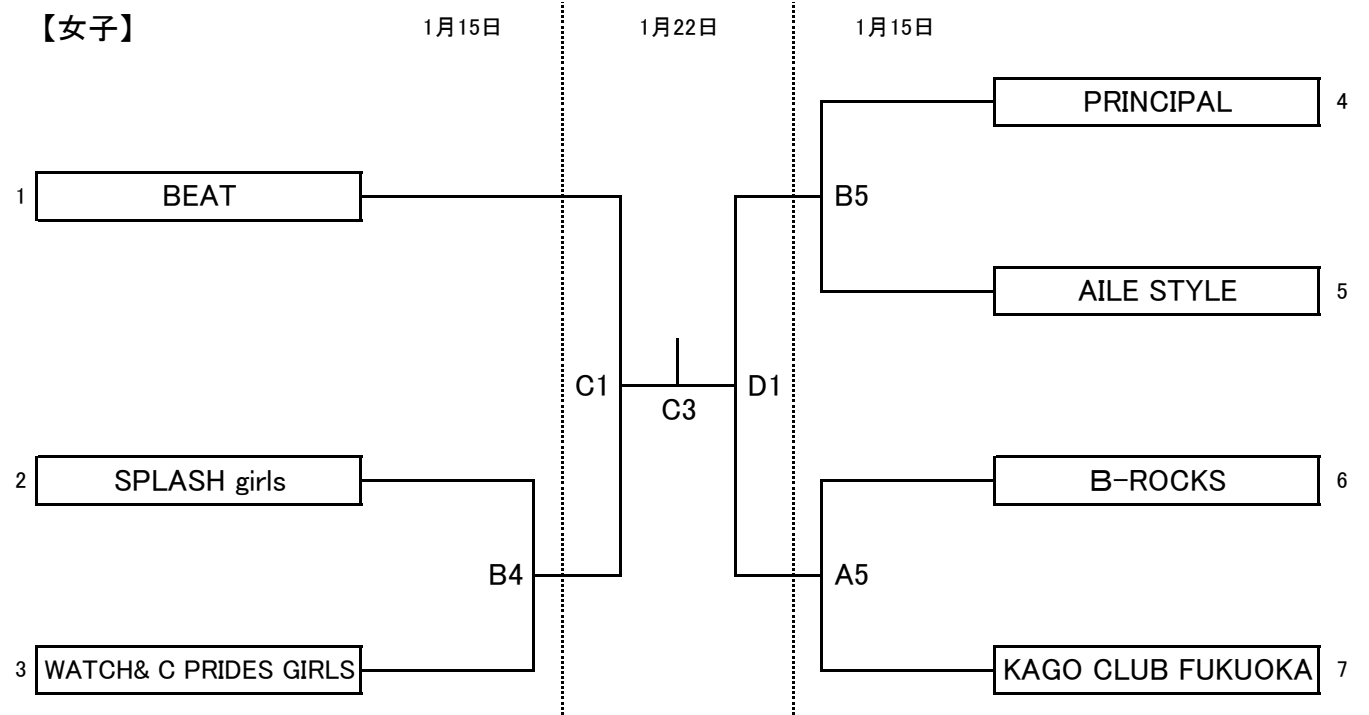 【女子】
1月15日
1月22日
1月15日
PRINCIPAL
4
1
BEAT
B5
AILE STYLE
5
C1
D1
C3
2
SPLASH girls
B-ROCKS
6
B4
A5
3
WATCH& C PRIDES GIRLS
KAGO CLUB FUKUOKA
7